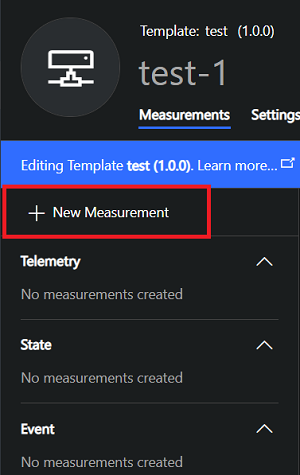 Template: test (1.0.0)
test-1
Measurements Settings
Editing Template test (1.0.0). Learn more...
+ New Measurement
Telemetry
No measurements created
State
No measurements created
Event
No measurements created